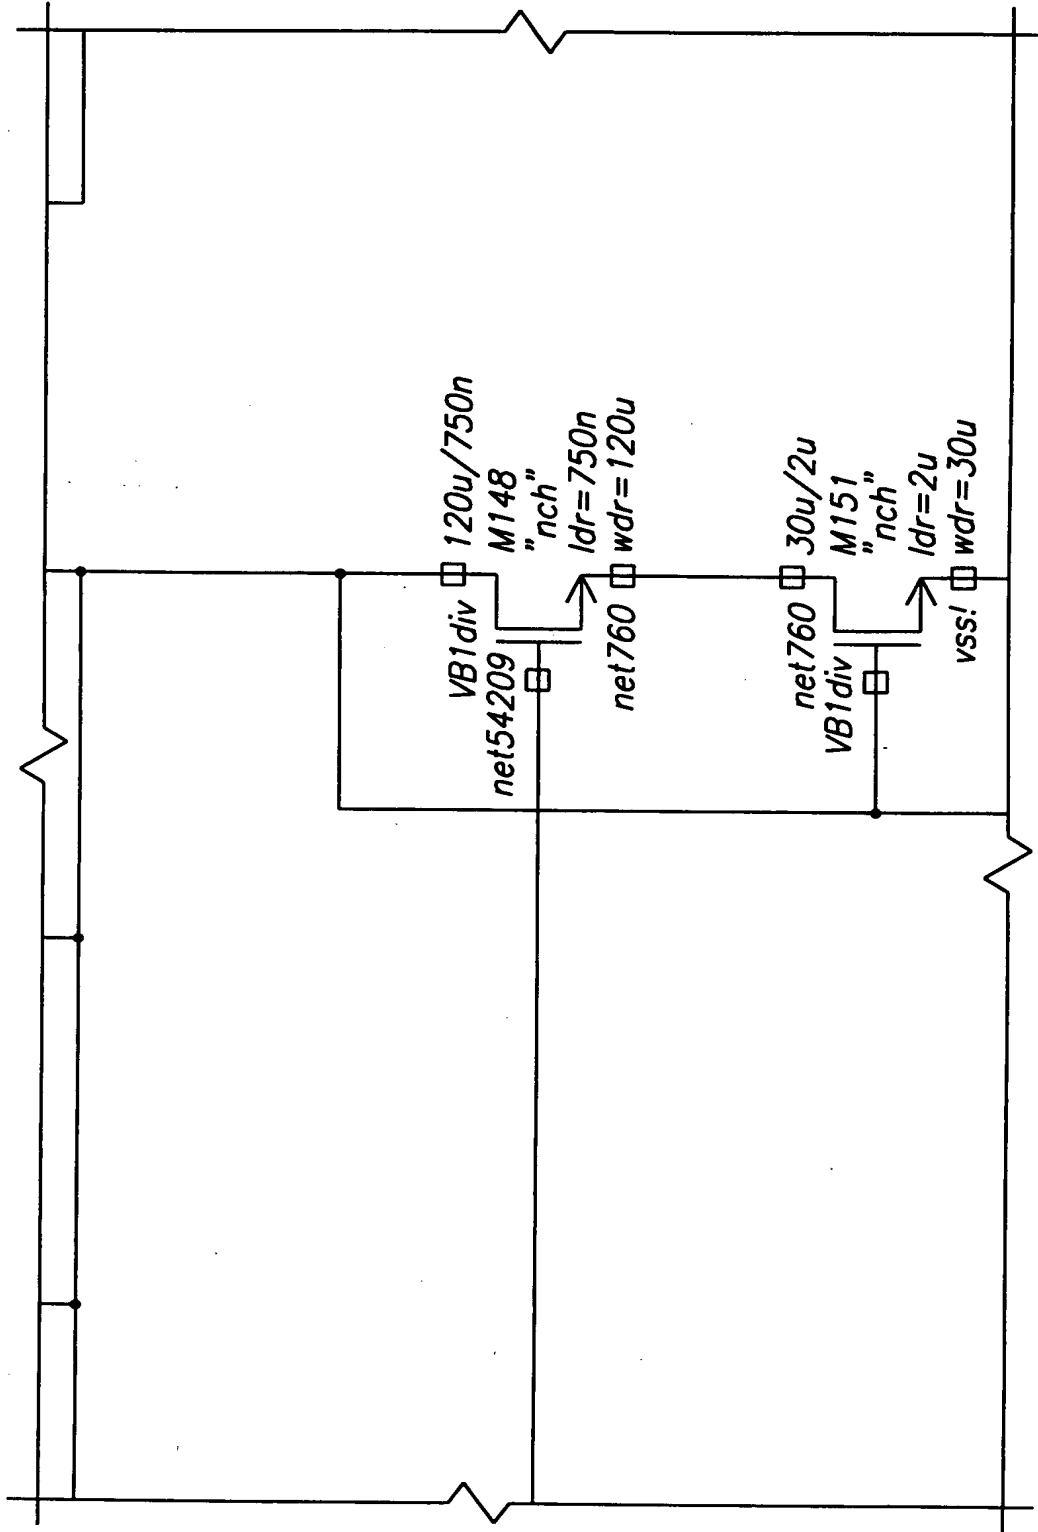 120u/750n
M148
"nch"
ldr=750n
wdr=120u
VB1div
net54209
net760
30u/2u
M151
"nch"
ldr=2u
wdr=30u
net760
VB1div
vss!